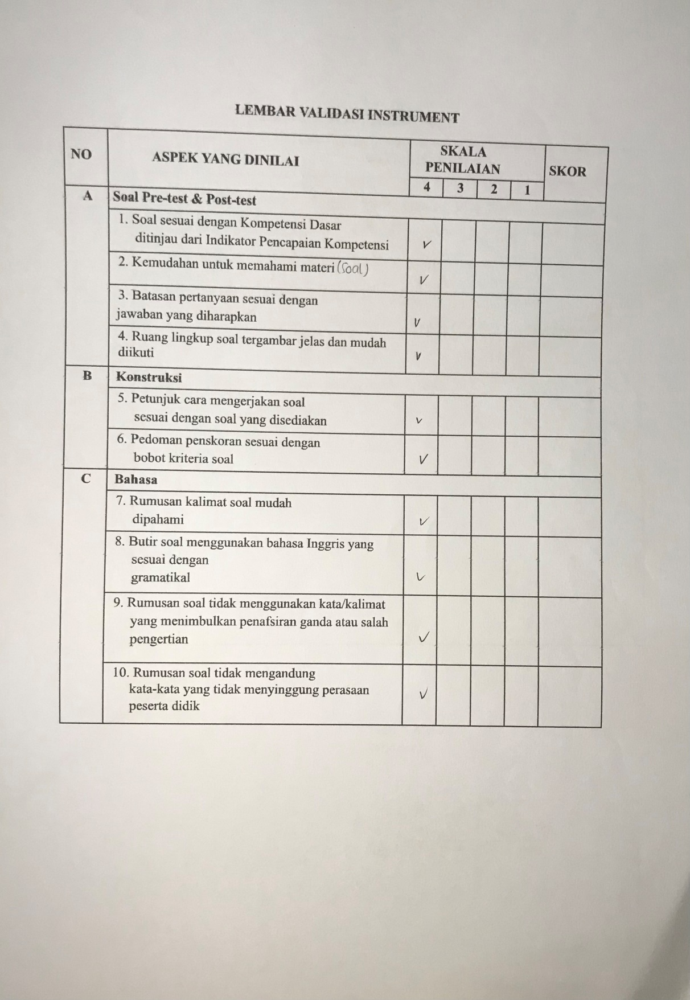 LEMBAR VALIDASI INSTRUMENT
NO
ASPEK YANG DINILAI
SKALA
PENILAIAN
SKOR
4 3 2 1
A Soal Pre-test & Post-test
1. Soal sesuai dengan Kompetensi Dasar
ditinjau dari Indikator Pencapaian Kompetensi
✓
2. Kemudahan untuk memahami materi (Soal)
✓
3. Batasan pertanyaan sesuai dengan
jawaban yang diharapkan
✓
4. Ruang lingkup soal tergambar jelas dan mudah
diikuti
✓
B Konstruksi
5. Petunjuk cara mengerjakan soal
sesuai dengan soal yang disediakan
✓
6. Pedoman penskoran sesuai dengan
bobot kriteria soal
✓
C Bahasa
7. Rumusan kalimat soal mudah
dipahami
✓
8. Butir soal menggunakan bahasa Inggris yang
sesuai dengan
gramatikal
✓
9. Rumusan soal tidak menggunakan kata/kalimat
yang menimbulkan penafsiran ganda atau salah
pengertian
✓
10. Rumusan soal tidak mengandung
kata-kata yang tidak menyinggung perasaan
peserta didik
✓